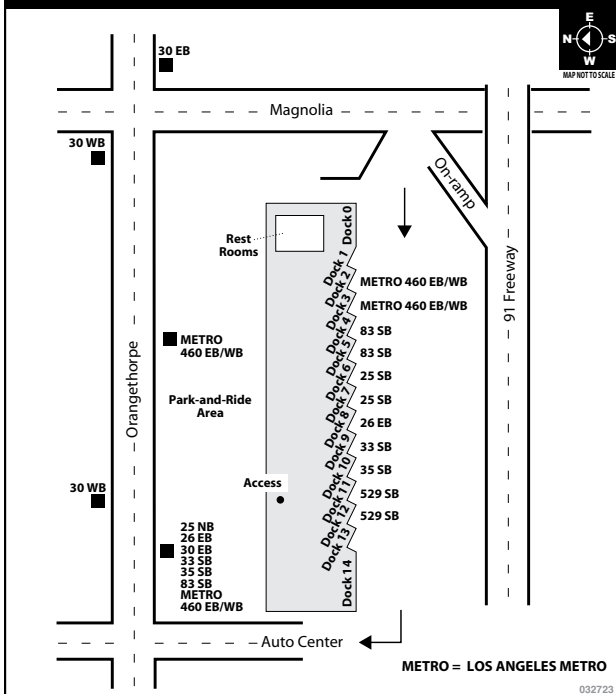 E
N
S
W
MAP NOT TO SCALE
30 EB
Magnolia
30 WB
On-ramp
Rest
Rooms
Dock 0
Dock 1
Dock 2
METRO 460 EB/WB
Dock 3
METRO 460 EB/WB
Dock 4
83 SB
Dock 5
83 SB
Dock 6
25 SB
Dock 7
25 SB
Dock 8
26 EB
Dock 9
33 SB
Dock 10
35 SB
Dock 11
529 SB
Dock 12
529 SB
Dock 13
Dock 14
91 Freeway
METRO
460 EB/WB
Orangethorpe
Park-and-Ride
Area
Access
30 WB
25 NB
26 EB
30 EB
33 SB
35 SB
83 SB
METRO
460 EB/WB
Auto Center
METRO = LOS ANGELES METRO
032723